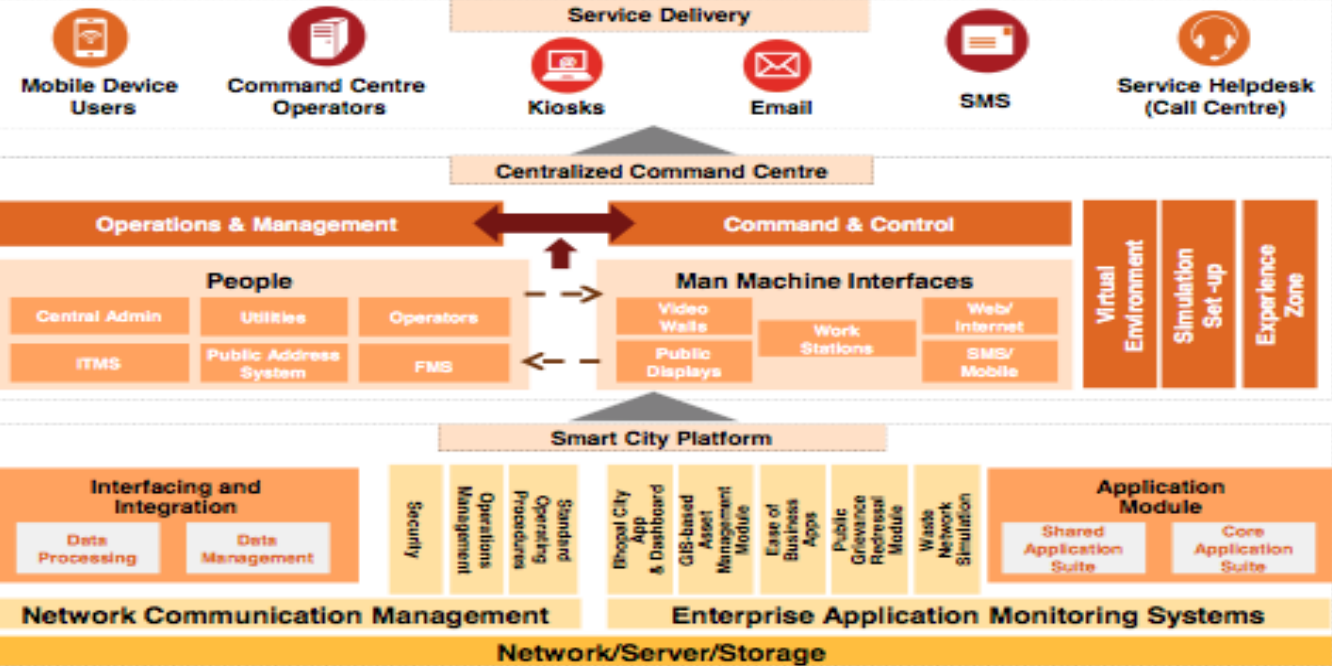 Service Delivery
Mobile Device
Users
Command Centre
Operators
Kiosks
Email
SMS
Service Helpdesk
(Call Centre)
Centralized Command Centre
Operations & Management
Command & Control
People
Central Admin
Utilities
Operators
ITMS
Public Address
System
FMS
Man Machine Interfaces
Video
Walls
Public
Displays
Work
Stations
Web/
Internet
SMS/
Mobile
Virtual
Environment
Simulation
Set -up
Experience
Zone
Smart City Platform
Interfacing and
Integration
Data
Processing
Data
Management
Security
Operations
Management
Standard
Operating
Procedures
Bhopal City
App
& Dashboard
GIS-based
Asset
Management
Module
Ease of
Business
Apps
Public
Grievance
Redressal
Module
Waste
Network
Simulation
Application
Module
Shared
Application
Suite
Core
Application
Suite
Network Communication Management
Enterprise Application Monitoring Systems
Network/Server/Storage